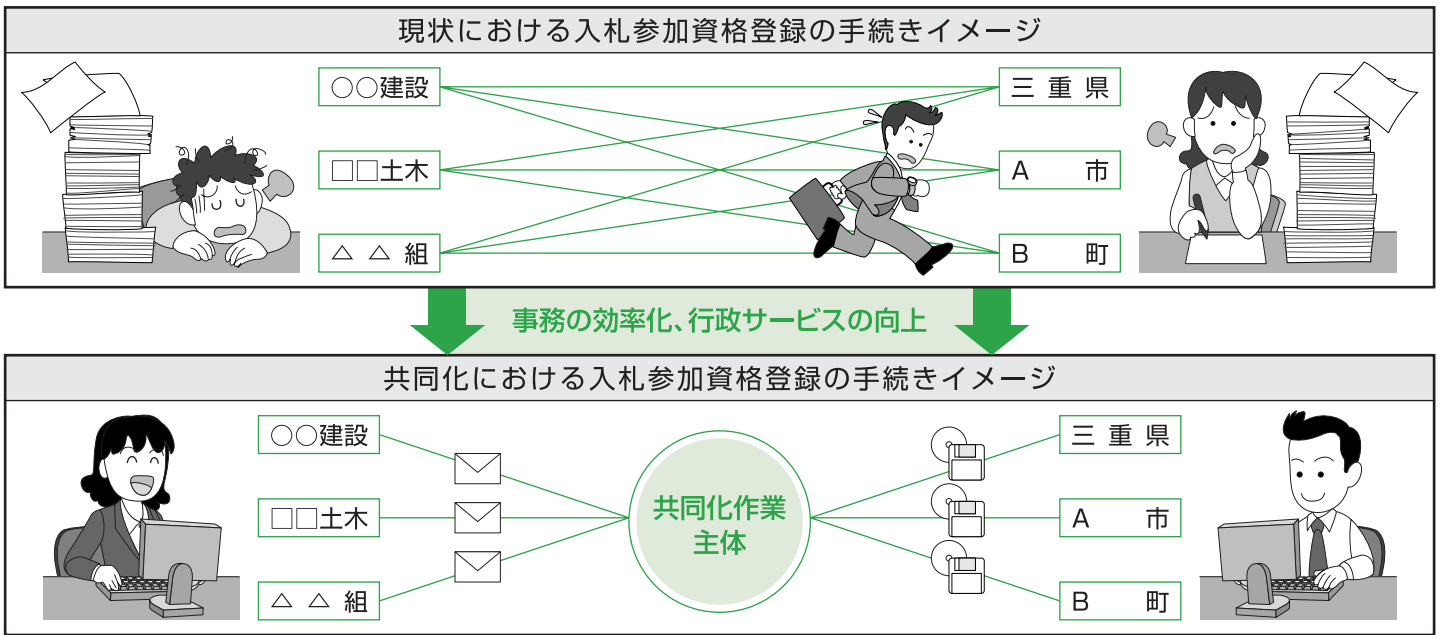 現状における入札参加資格登録の手続きイメージ
○○建設
三重県
□□土木
A 市
△△組
B 町
事務の効率化、行政サービスの向上
共同化における入札参加資格登録の手続きイメージ
○○建設
三重県
□□土木
共同化作業
主体
A 市
△△組
B 町